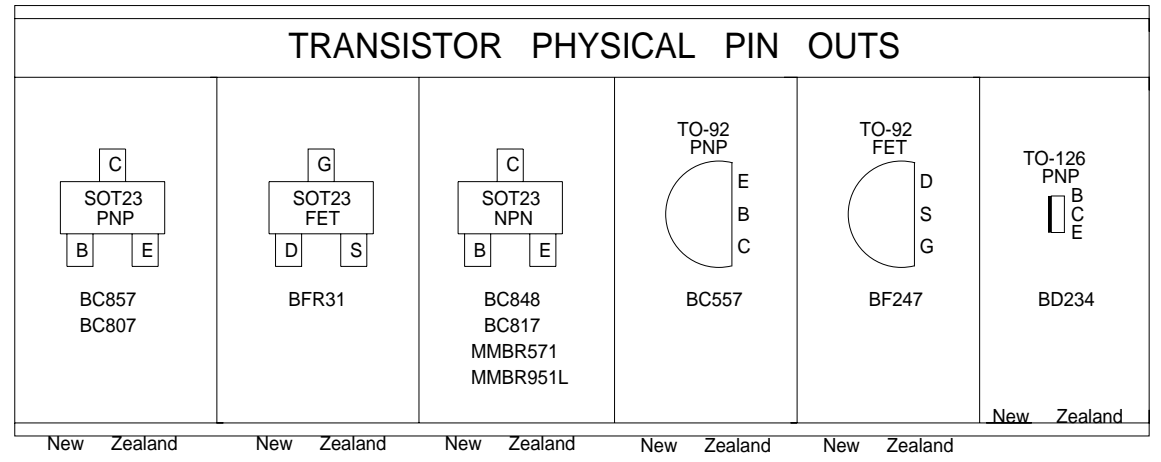 TRANSISTOR PHYSICAL PIN OUTS
C
SOT23
PNP
B E
BC857
BC807
G
SOT23
FET
D S
BFR31
C
SOT23
NPN
B E
BC848
BC817
MMBR571
MMBR951L
TO-92
PNP
E
B
C
BC557
TO-92
FET
D
S
G
BF247
TO-126
PNP
B
C
E
BD234
New Zealand
New Zealand
New Zealand
New Zealand
New Zealand
New Zealand